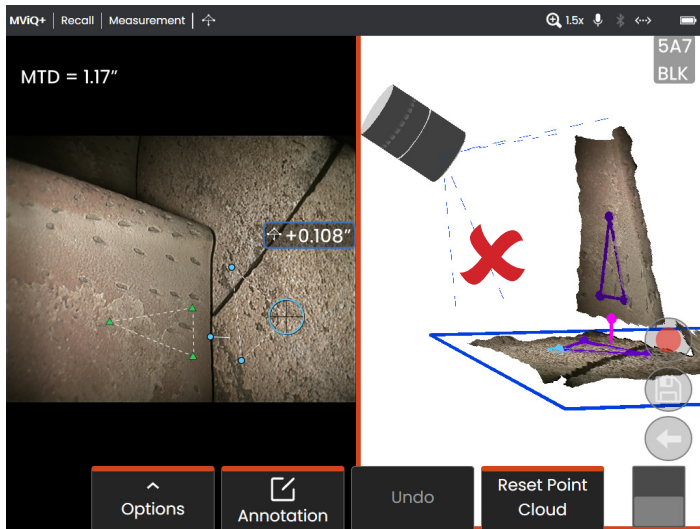 MViQ+ Recall Measurement 1.5x
5A7
BLK
MTD = 1.17"
+0.108"
Options
Annotation
Undo
Reset Point
Cloud